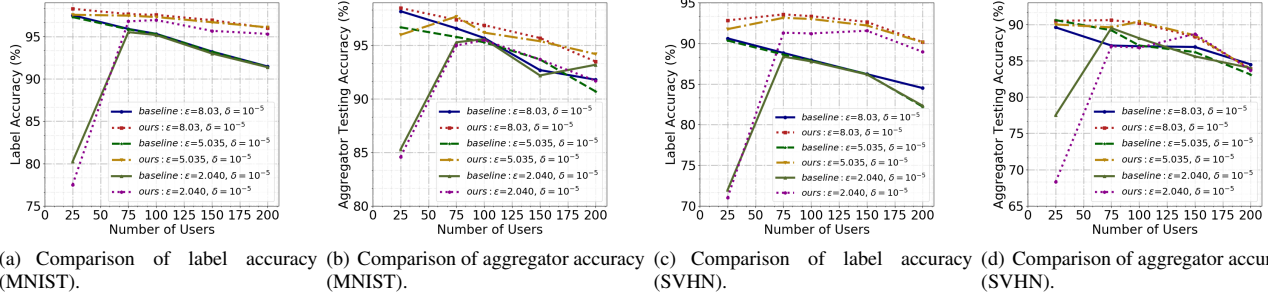 Label Accuracy (%)
95
90
85
80
75
0 25 50 75 100 125 150 175 200
Number of Users
baseline : ε=8.03, δ = 10⁻⁵
ours : ε=8.03, δ = 10⁻⁵
baseline : ε=5.035, δ = 10⁻⁵
ours : ε=5.035, δ = 10⁻⁵
baseline : ε=2.040, δ = 10⁻⁵
ours : ε=2.040, δ = 10⁻⁵
Aggregator Testing Accuracy (%)
95
90
85
80
0 25 50 75 100 125 150 175 200
Number of Users
baseline : ε=8.03, δ = 10⁻⁵
ours : ε=8.03, δ = 10⁻⁵
baseline : ε=5.035, δ = 10⁻⁵
ours : ε=5.035, δ = 10⁻⁵
baseline : ε=2.040, δ = 10⁻⁵
ours : ε=2.040, δ = 10⁻⁵
Label Accuracy (%)
95
90
85
80
75
70
0 25 50 75 100 125 150 175 200
Number of Users
baseline : ε=8.03, δ = 10⁻⁵
ours : ε=8.03, δ = 10⁻⁵
baseline : ε=5.035, δ = 10⁻⁵
ours : ε=5.035, δ = 10⁻⁵
baseline : ε=2.040, δ = 10⁻⁵
ours : ε=2.040, δ = 10⁻⁵
Aggregator Testing Accuracy (%)
90
85
80
75
70
65
0 25 50 75 100 125 150 175 200
Number of Users
baseline : ε=8.03, δ = 10⁻⁵
ours : ε=8.03, δ = 10⁻⁵
baseline : ε=5.035, δ = 10⁻⁵
ours : ε=5.035, δ = 10⁻⁵
baseline : ε=2.040, δ = 10⁻⁵
ours : ε=2.040, δ = 10⁻⁵
(a) Comparison of label accuracy
(MNIST).
(b) Comparison of aggregator accuracy
(MNIST).
(c) Comparison of label accuracy
(SVHN).
(d) Comparison of aggregator accur
(SVHN).